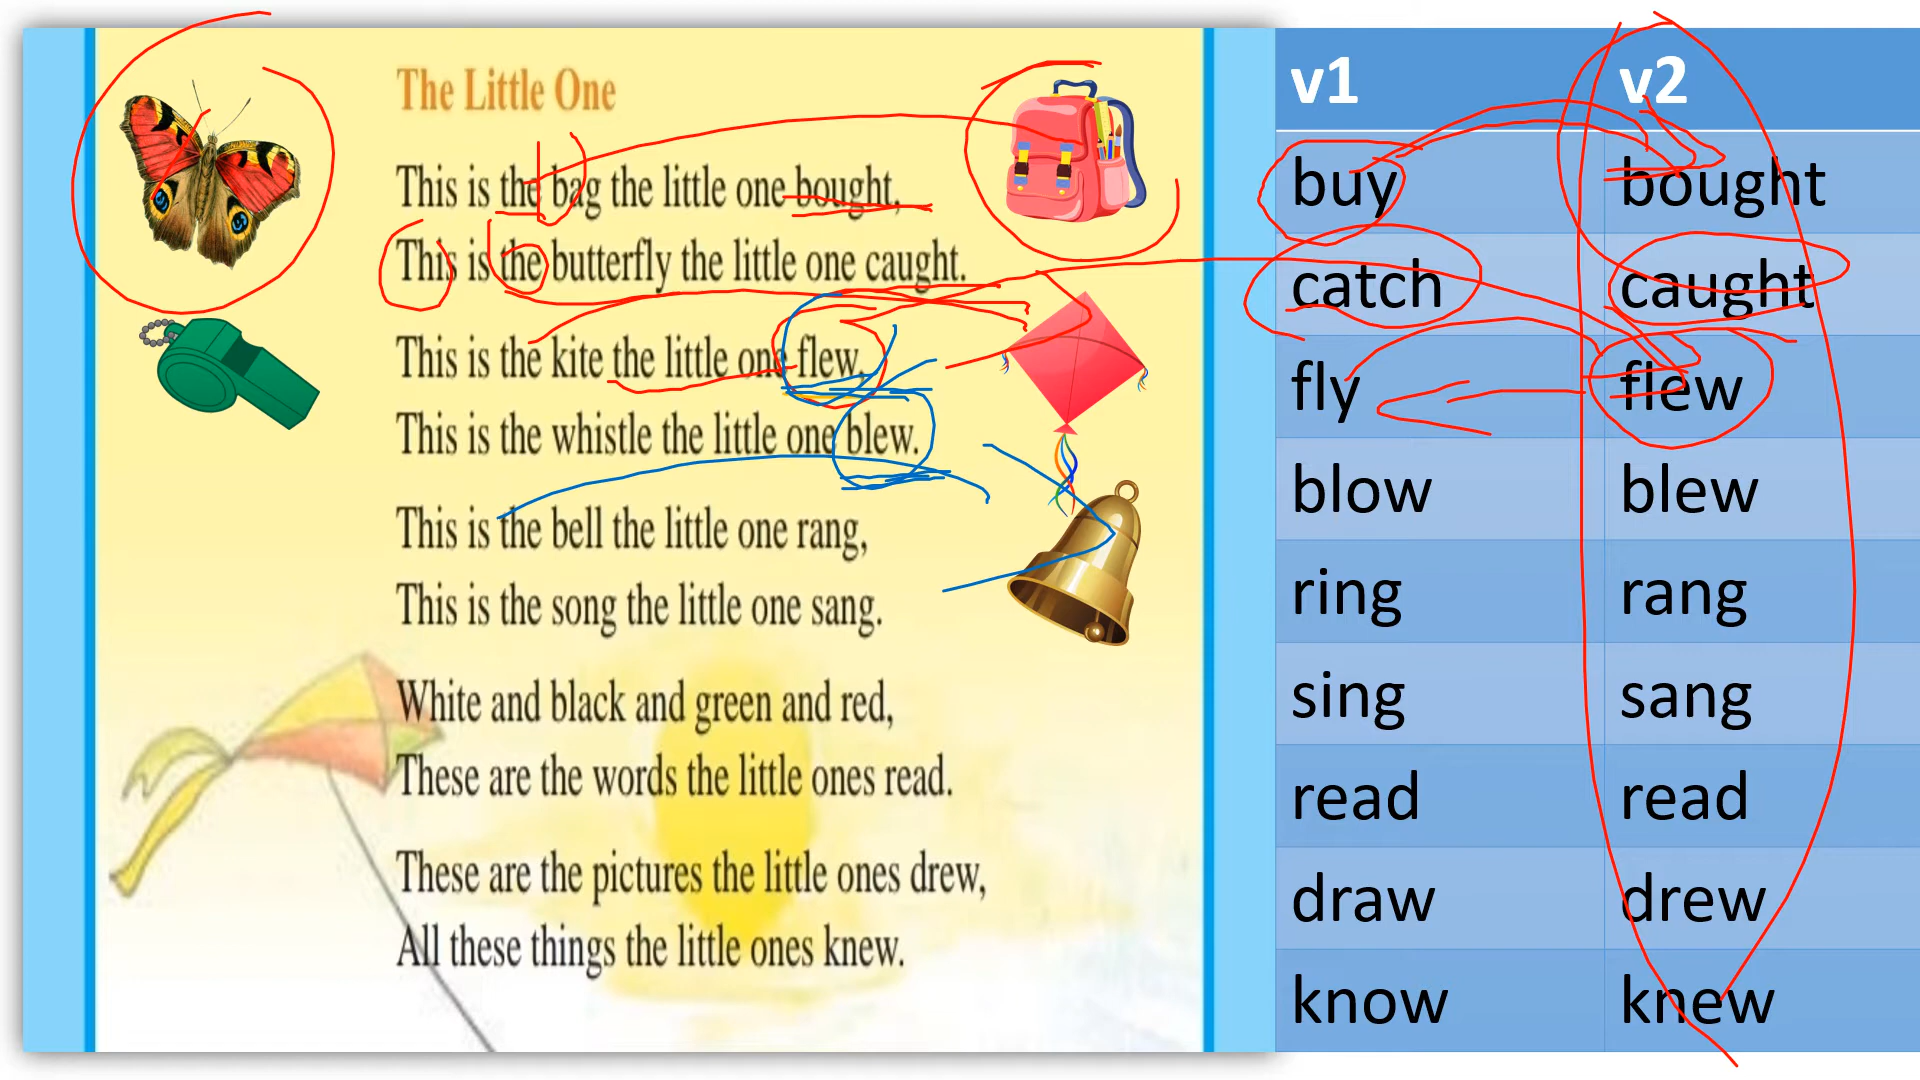 The Little One
This is the bag the little one bought,
This is the butterfly the little one caught.
This is the kite the little one flew.
This is the whistle the little one blew.
This is the bell the little one rang,
This is the song the little one sang.
White and black and green and red,
These are the words the little ones read.
These are the pictures the little ones drew,
All these things the little ones knew.
v1 v2
buy bought
catch caught
fly flew
blow blew
ring rang
sing sang
read read
draw drew
know knew